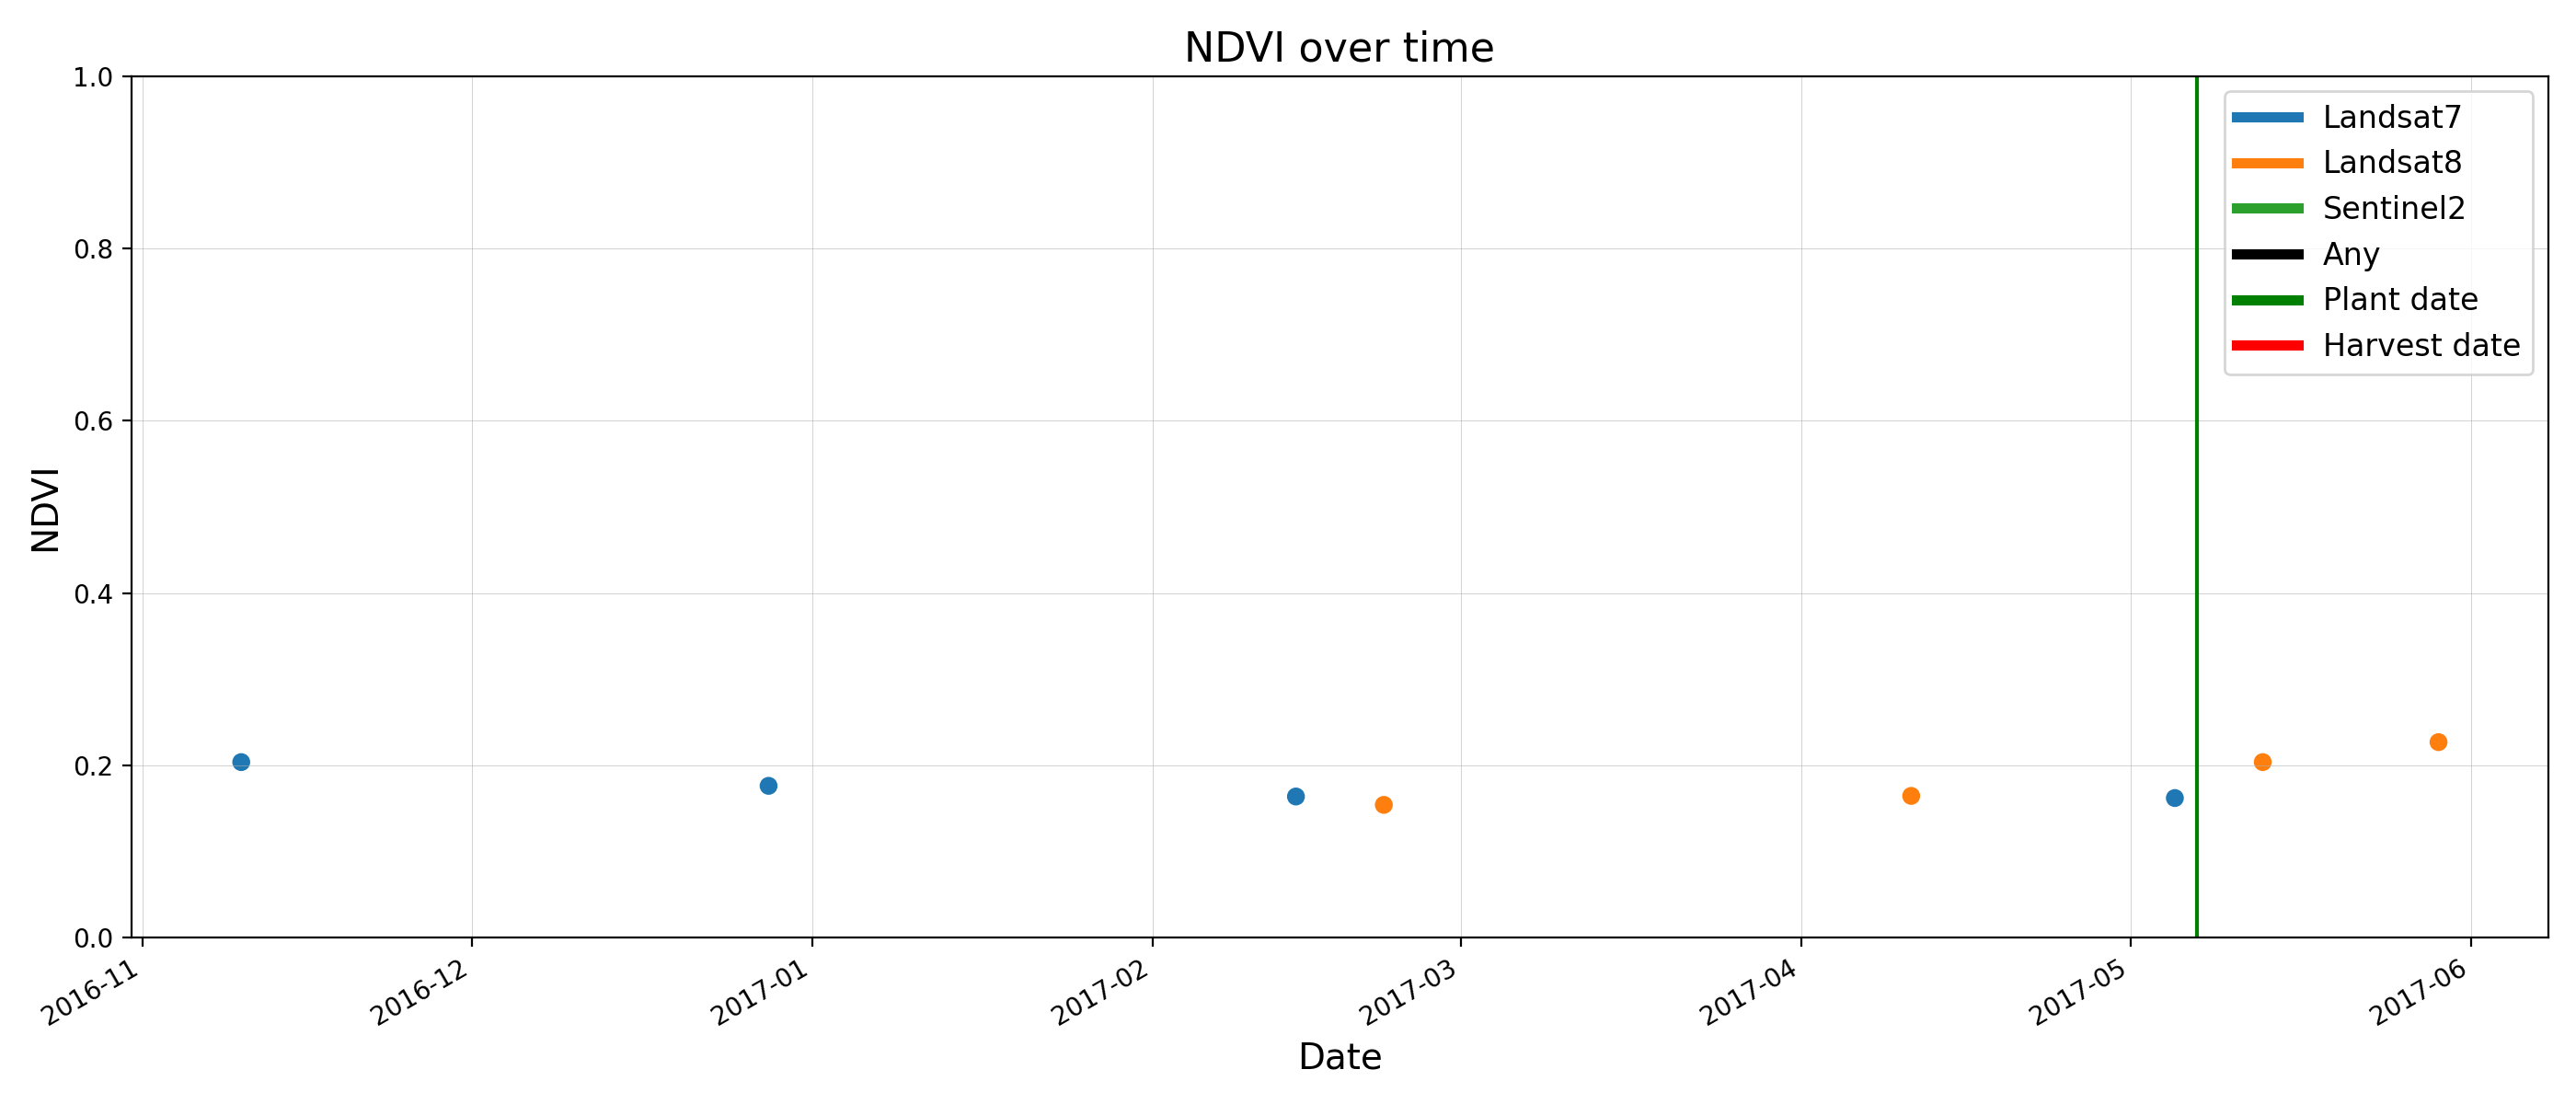 NDVI over time
1.0
0.8
0.6
0.4
0.2
0.0
NDVI
Landsat7
Landsat8
Sentinel2
Any
Plant date
Harvest date
2016-11
2016-12
2017-01
2017-02
2017-03
2017-04
2017-05
2017-06
Date